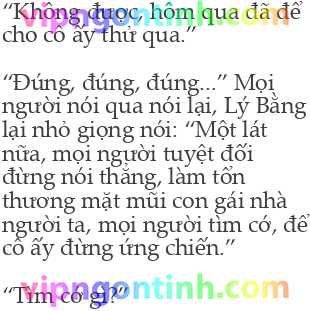 “Không được, hôm qua đã để
cho cô ấy thử qua.”
“Đúng, đúng, đúng...” Mọi
người nói qua nói lại, Lý Bằng
lại nhỏ giọng nói: “Một lát
nữa, mọi người tuyệt đối
đừng nói thẳng, làm tổn
thương mặt mũi con gái nhà
người ta, mọi người tìm cớ, để
cô ấy đừng ứng chiến.”
“Tìm cơ gì?”
vipngontinh.com
vipngontinh.com